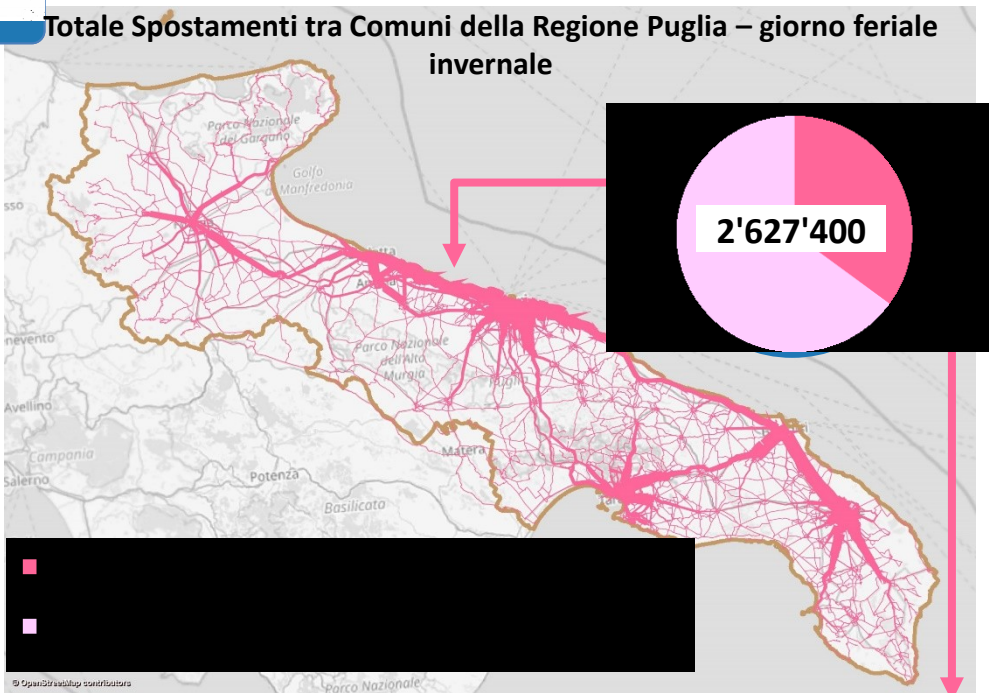 Totale Spostamenti tra Comuni della Regione Puglia – giorno feriale
invernale
Parco Nazionale
del Gargano
Golfo
Manfredonia
2'627'400
Parco Nazionale
dell'Alta
Murgia
Puglia
Avellino
Campania
Salerno
Matera
Potenza
Basilicata
© OpenStreetMap contributors
Parco Nazionale